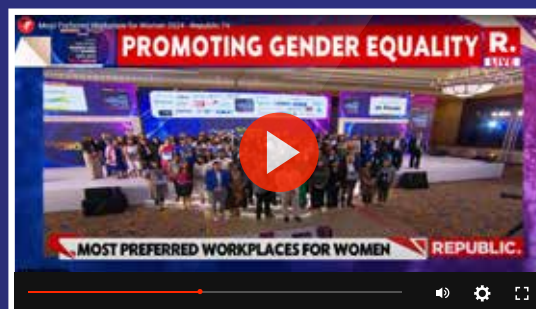 Most Preferred Workplace for Women 2024 - Republic TV
PROMOTING GENDER EQUALITY
R.
LIVE
MOST PREFERRED WORKPLACES FOR WOMEN
REPUBLIC.